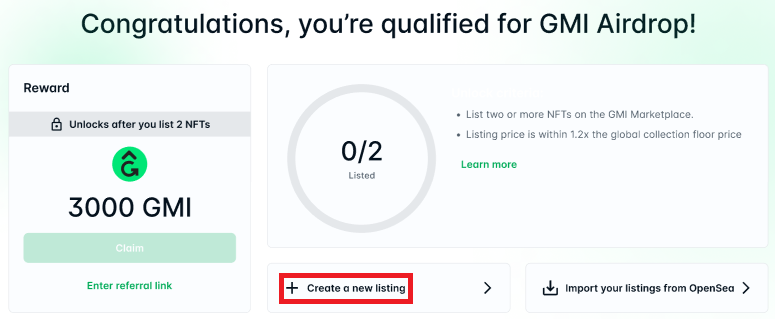 Congratulations, you're qualified for GMI Airdrop!
Reward
Unlocks after you list 2 NFTs
3000 GMI
Claim
Enter referral link
0/2
Listed
• List two or more NFTs on the GMI Marketplace.
• Listing price is within 1.2x the global collection floor price
Learn more
+ Create a new listing
Import your listings from OpenSea